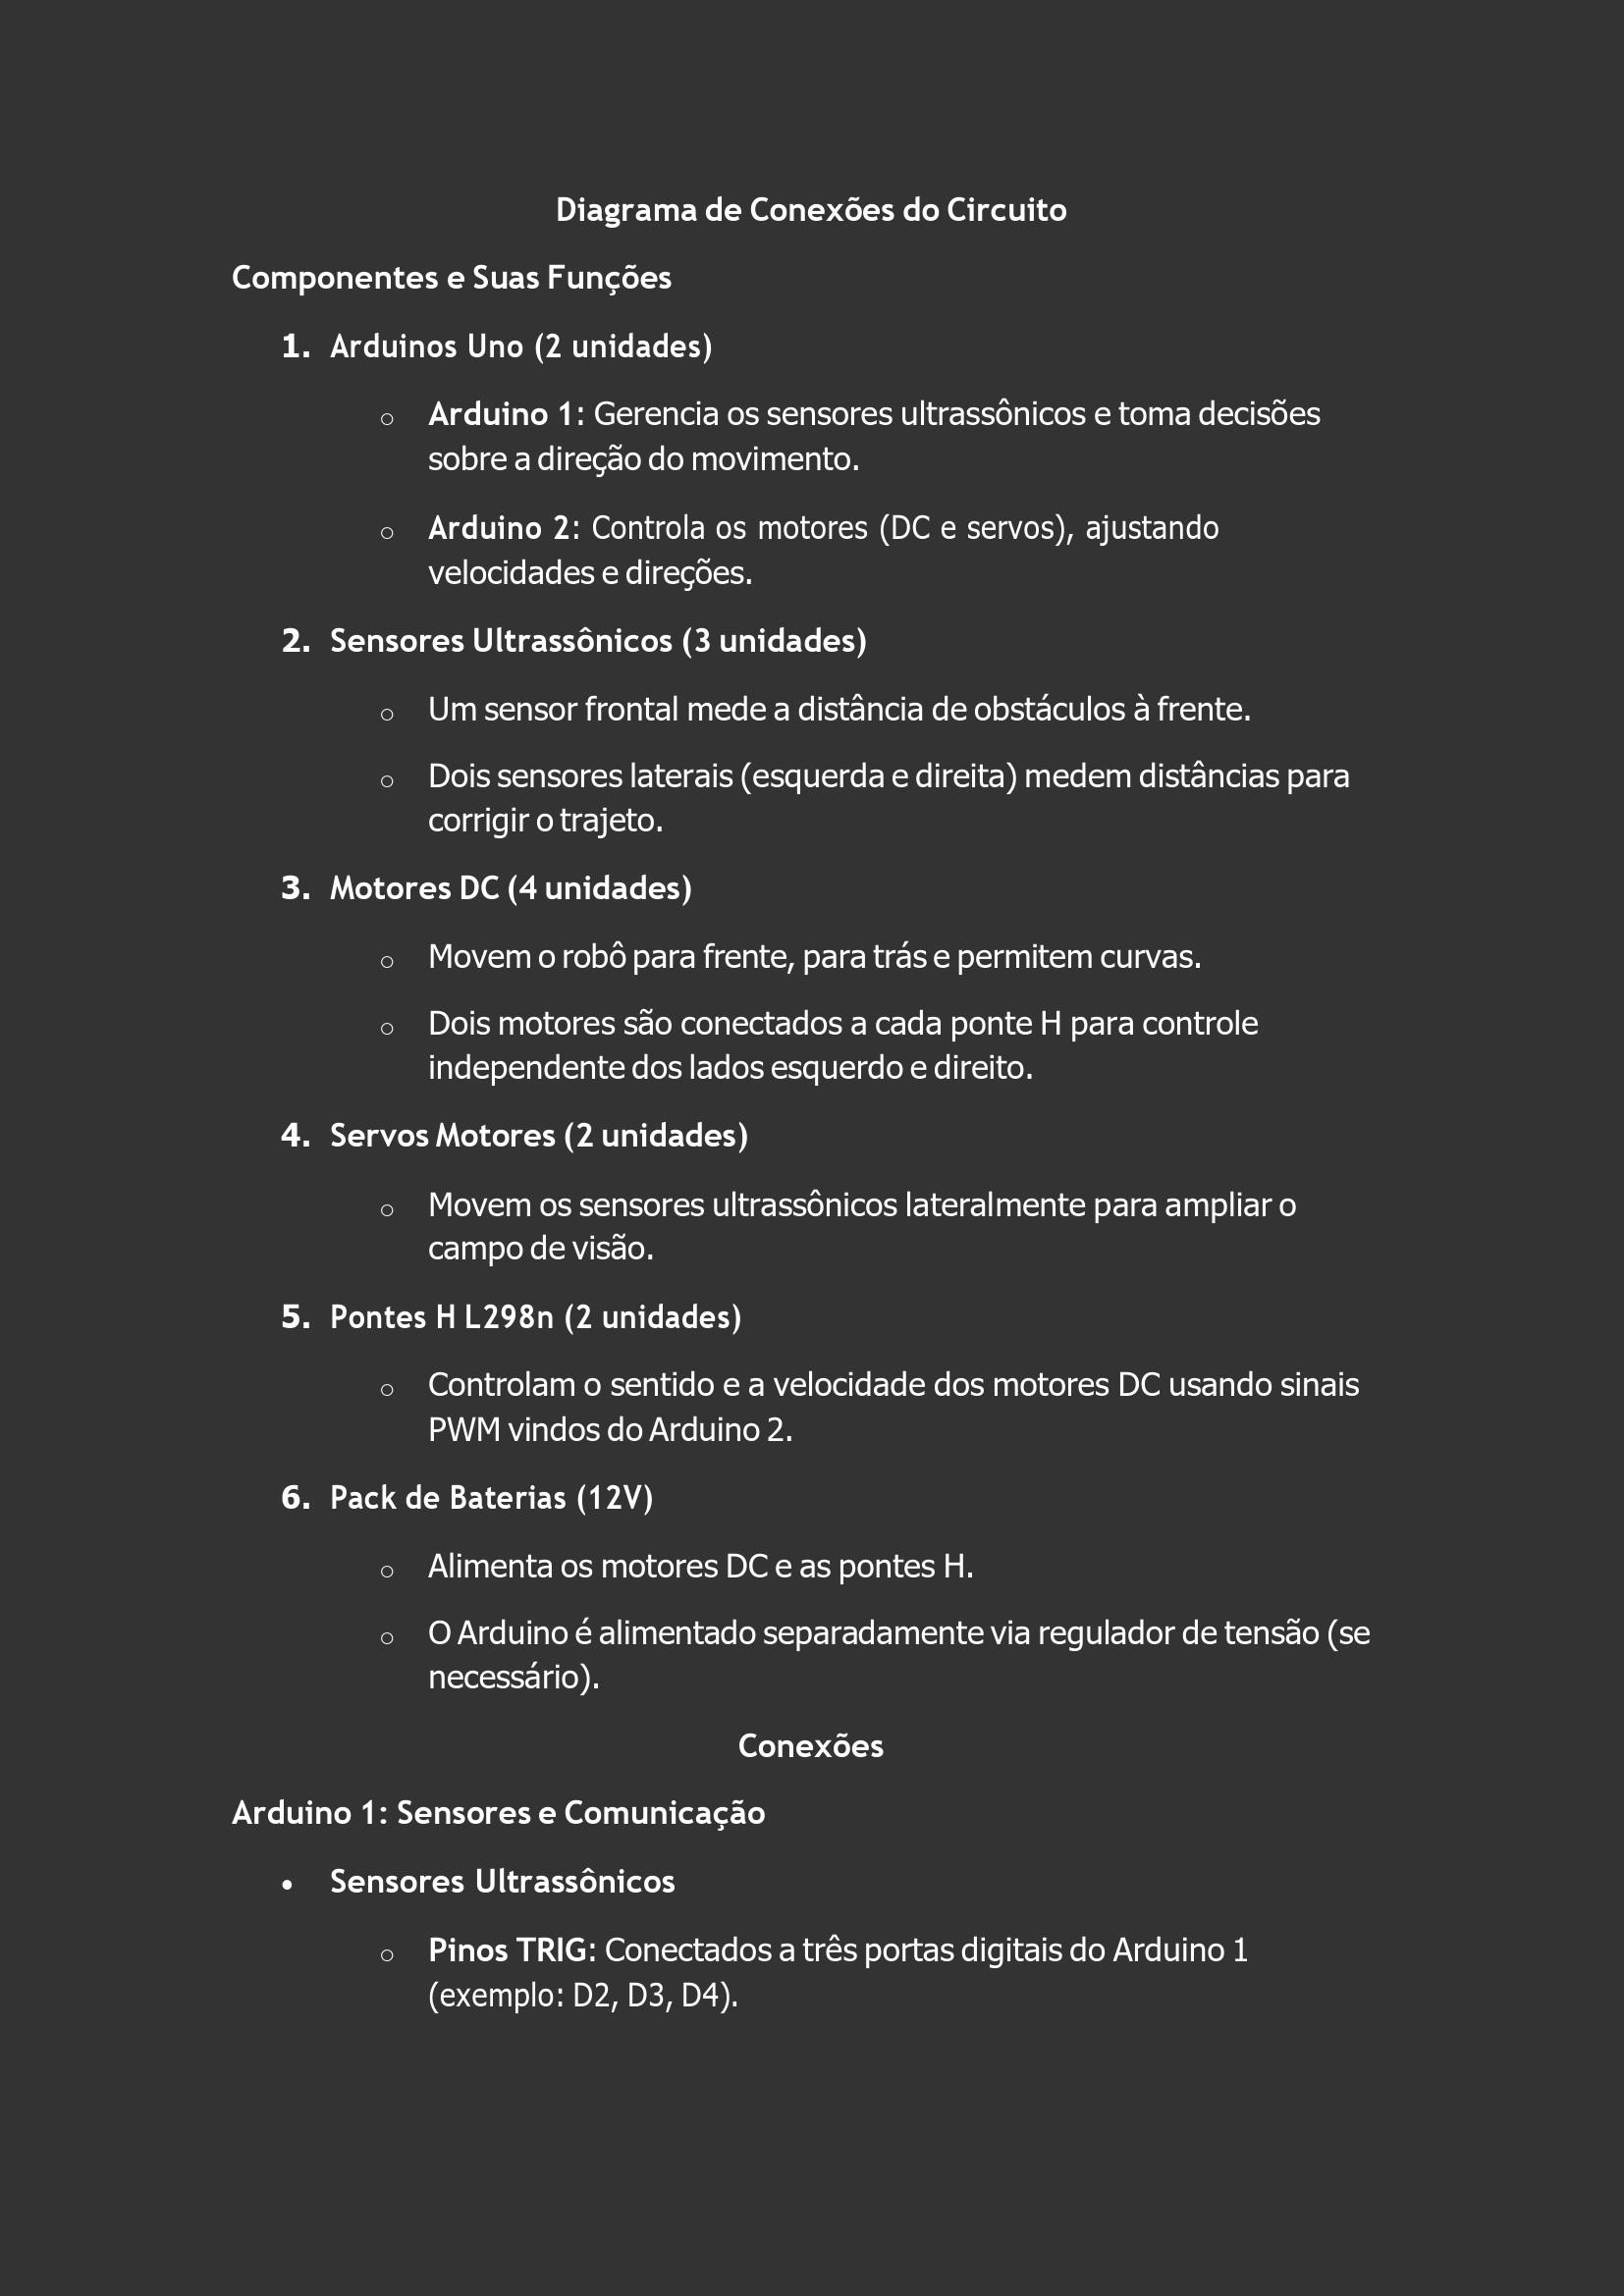 Diagrama de Conexões do Circuito
Componentes e Suas Funções
1. Arduinos Uno (2 unidades)
o Arduino 1: Gerencia os sensores ultrassônicos e toma decisões
sobre a direção do movimento.
o Arduino 2: Controla os motores (DC e servos), ajustando
velocidades e direções.
2. Sensores Ultrassônicos (3 unidades)
o Um sensor frontal mede a distância de obstáculos à frente.
o Dois sensores laterais (esquerda e direita) medem distâncias para
corrigir o trajeto.
3. Motores DC (4 unidades)
o Movem o robô para frente, para trás e permitem curvas.
o Dois motores são conectados a cada ponte H para controle
independente dos lados esquerdo e direito.
4. Servos Motores (2 unidades)
o Movem os sensores ultrassônicos lateralmente para ampliar o
campo de visão.
5. Pontes H L298n (2 unidades)
o Controlam o sentido e a velocidade dos motores DC usando sinais
PWM vindos do Arduino 2.
6. Pack de Baterias (12V)
o Alimenta os motores DC e as pontes H.
o O Arduino é alimentado separadamente via regulador de tensão (se
necessário).
Conexões
Arduino 1: Sensores e Comunicação
• Sensores Ultrassônicos
o Pinos TRIG: Conectados a três portas digitais do Arduino 1
(exemplo: D2, D3, D4).